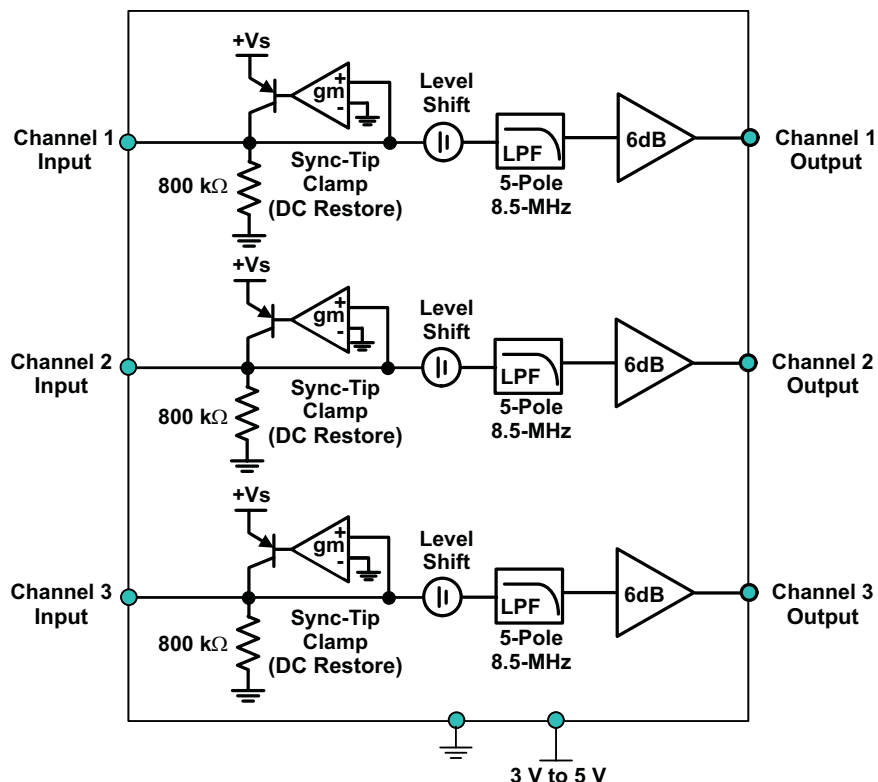 +Vs
gm
+
-
Level
Shift
Channel 1
Input
LPF
6dB
Channel 1
Output
800 kΩ
Sync-Tip
Clamp
(DC Restore)
5-Pole
8.5-MHz
+Vs
gm
+
-
Level
Shift
Channel 2
Input
LPF
6dB
Channel 2
Output
800 kΩ
Sync-Tip
Clamp
(DC Restore)
5-Pole
8.5-MHz
+Vs
gm
+
-
Level
Shift
Channel 3
Input
LPF
6dB
Channel 3
Output
800 kΩ
Sync-Tip
Clamp
(DC Restore)
5-Pole
8.5-MHz
3 V to 5 V